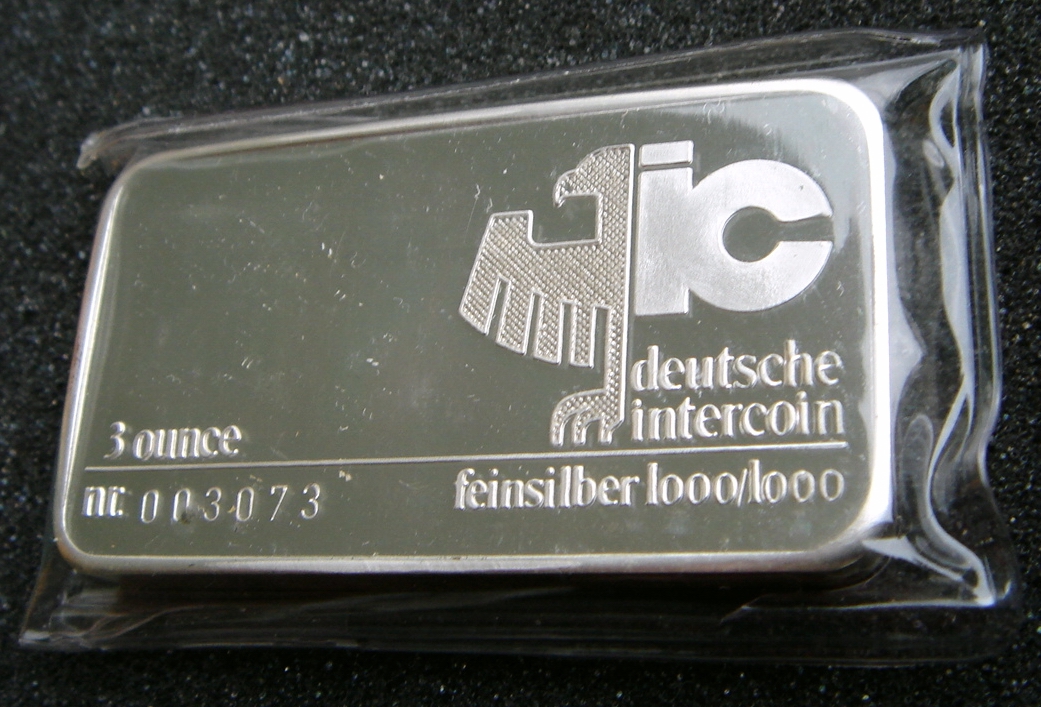 ic
deutsche
intercoin
3 ounce
nr. 003073
feinsilber 1000/1000